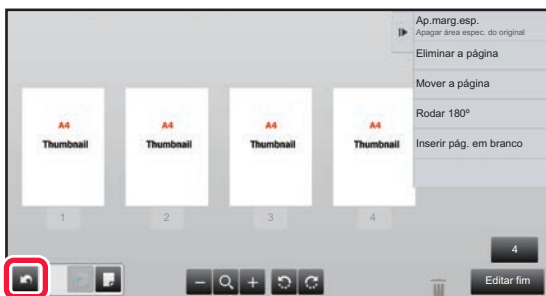 Ap.marg.esp.
Apagar área espec. do original
Eliminar a página
Mover a página
Rodar 180º
Inserir pág. em branco
A4
Thumbnail
A4
Thumbnail
A4
Thumbnail
A4
Thumbnail
1
2
3
4
4
Editar fim